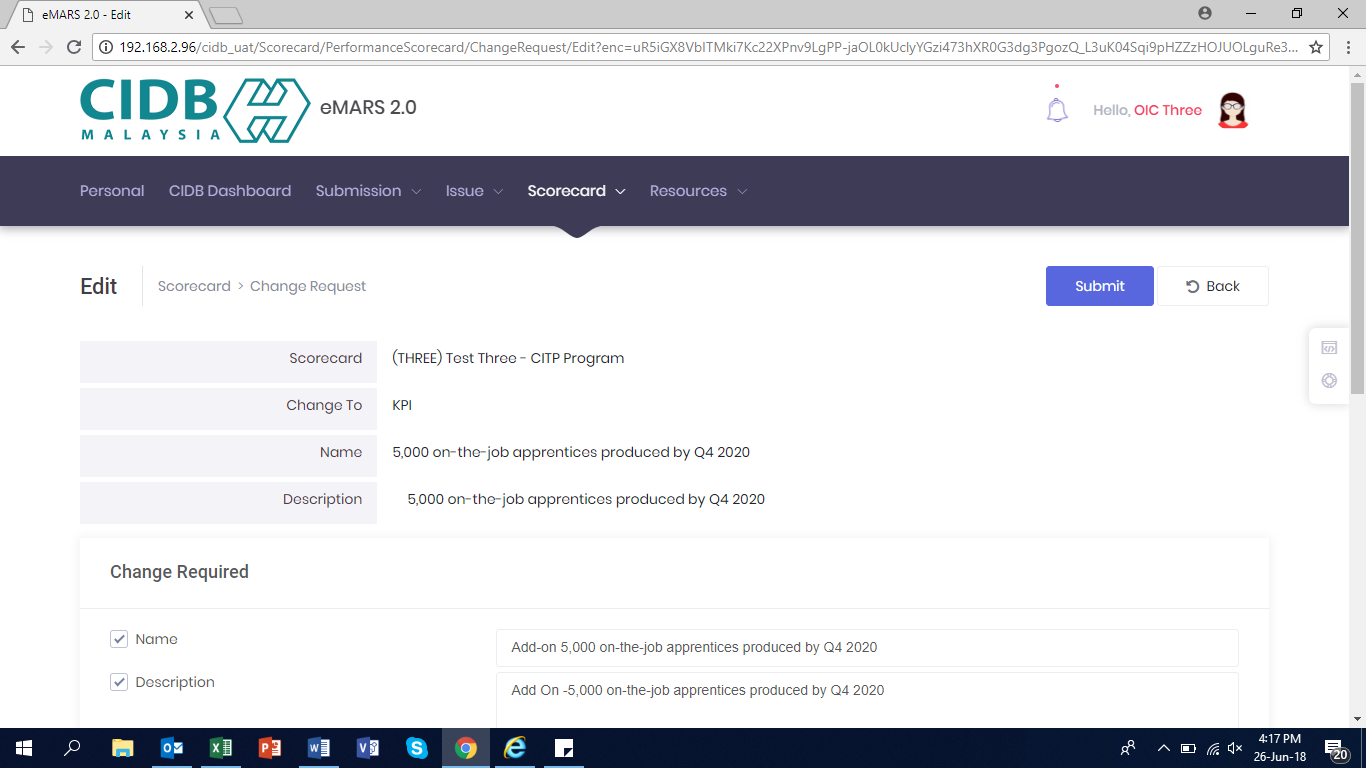 eMARS 2.0 - Edit
192.168.2.96/cidb_uat/Scorecard/PerformanceScorecard/ChangeRequest/Edit?enc=uR5iGX8VbITMki7Kc22XPnv9LgPP-jaOL0kUclyYGzi473hXR0G3dg3PgozQ_L3uK04Sqi9pHZZzHOJUOLguRe3...
CIDB
MALAYSIA
eMARS 2.0
Hello, OIC Three
Personal CIDB Dashboard Submission Issue Scorecard Resources
Edit Scorecard > Change Request Submit Back
Scorecard (THREE) Test Three - CITP Program
Change To KPI
Name 5,000 on-the-job apprentices produced by Q4 2020
Description 5,000 on-the-job apprentices produced by Q4 2020
Change Required
Name Add-on 5,000 on-the-job apprentices produced by Q4 2020
Description Add On -5,000 on-the-job apprentices produced by Q4 2020
4:17 PM
26-Jun-18
20